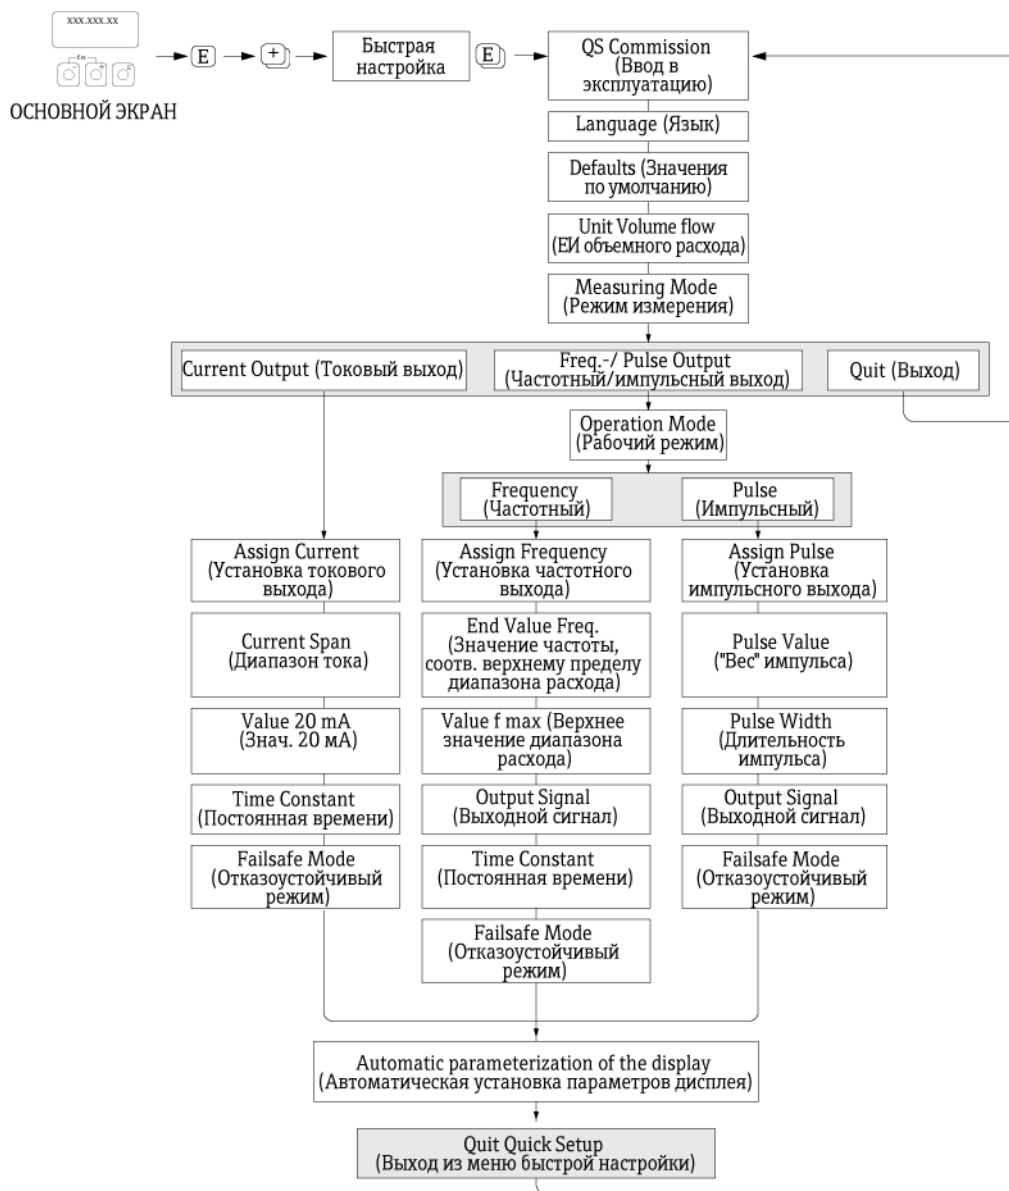 xxx.xxx.xx
Esc
-
+
E
ОСНОВНОЙ ЭКРАН
E
+
Быстрая
настройка
E
QS Commission
(Ввод в
эксплуатацию)
Language (Язык)
Defaults (Значения
по умолчанию)
Unit Volume flow
(ЕИ объемного расхода)
Measuring Mode
(Режим измерения)
Current Output (Токовый выход)
Freq.-/ Pulse Output
(Частотный/импульсный выход)
Quit (Выход)
Operation Mode
(Рабочий режим)
Frequency
(Частотный)
Pulse
(Импульсный)
Assign Current
(Установка токового
выхода)
Assign Frequency
(Установка частотного
выхода)
Assign Pulse
(Установка
импульсного выхода)
Current Span
(Диапазон тока)
End Value Freq.
(Значение частоты,
соотв. верхнему пределу
диапазона расхода)
Pulse Value
("Вес" импульса)
Value 20 mA
(Знач. 20 мА)
Value f max (Верхнее
значение диапазона
расхода)
Pulse Width
(Длительность
импульса)
Time Constant
(Постоянная времени)
Output Signal
(Выходной сигнал)
Output Signal
(Выходной сигнал)
Failsafe Mode
(Отказоустойчивый
режим)
Time Constant
(Постоянная времени)
Failsafe Mode
(Отказоустойчивый
режим)
Failsafe Mode
(Отказоустойчивый
режим)
Automatic parameterization of the display
(Автоматическая установка параметров дисплея)
Quit Quick Setup
(Выход из меню быстрой настройки)